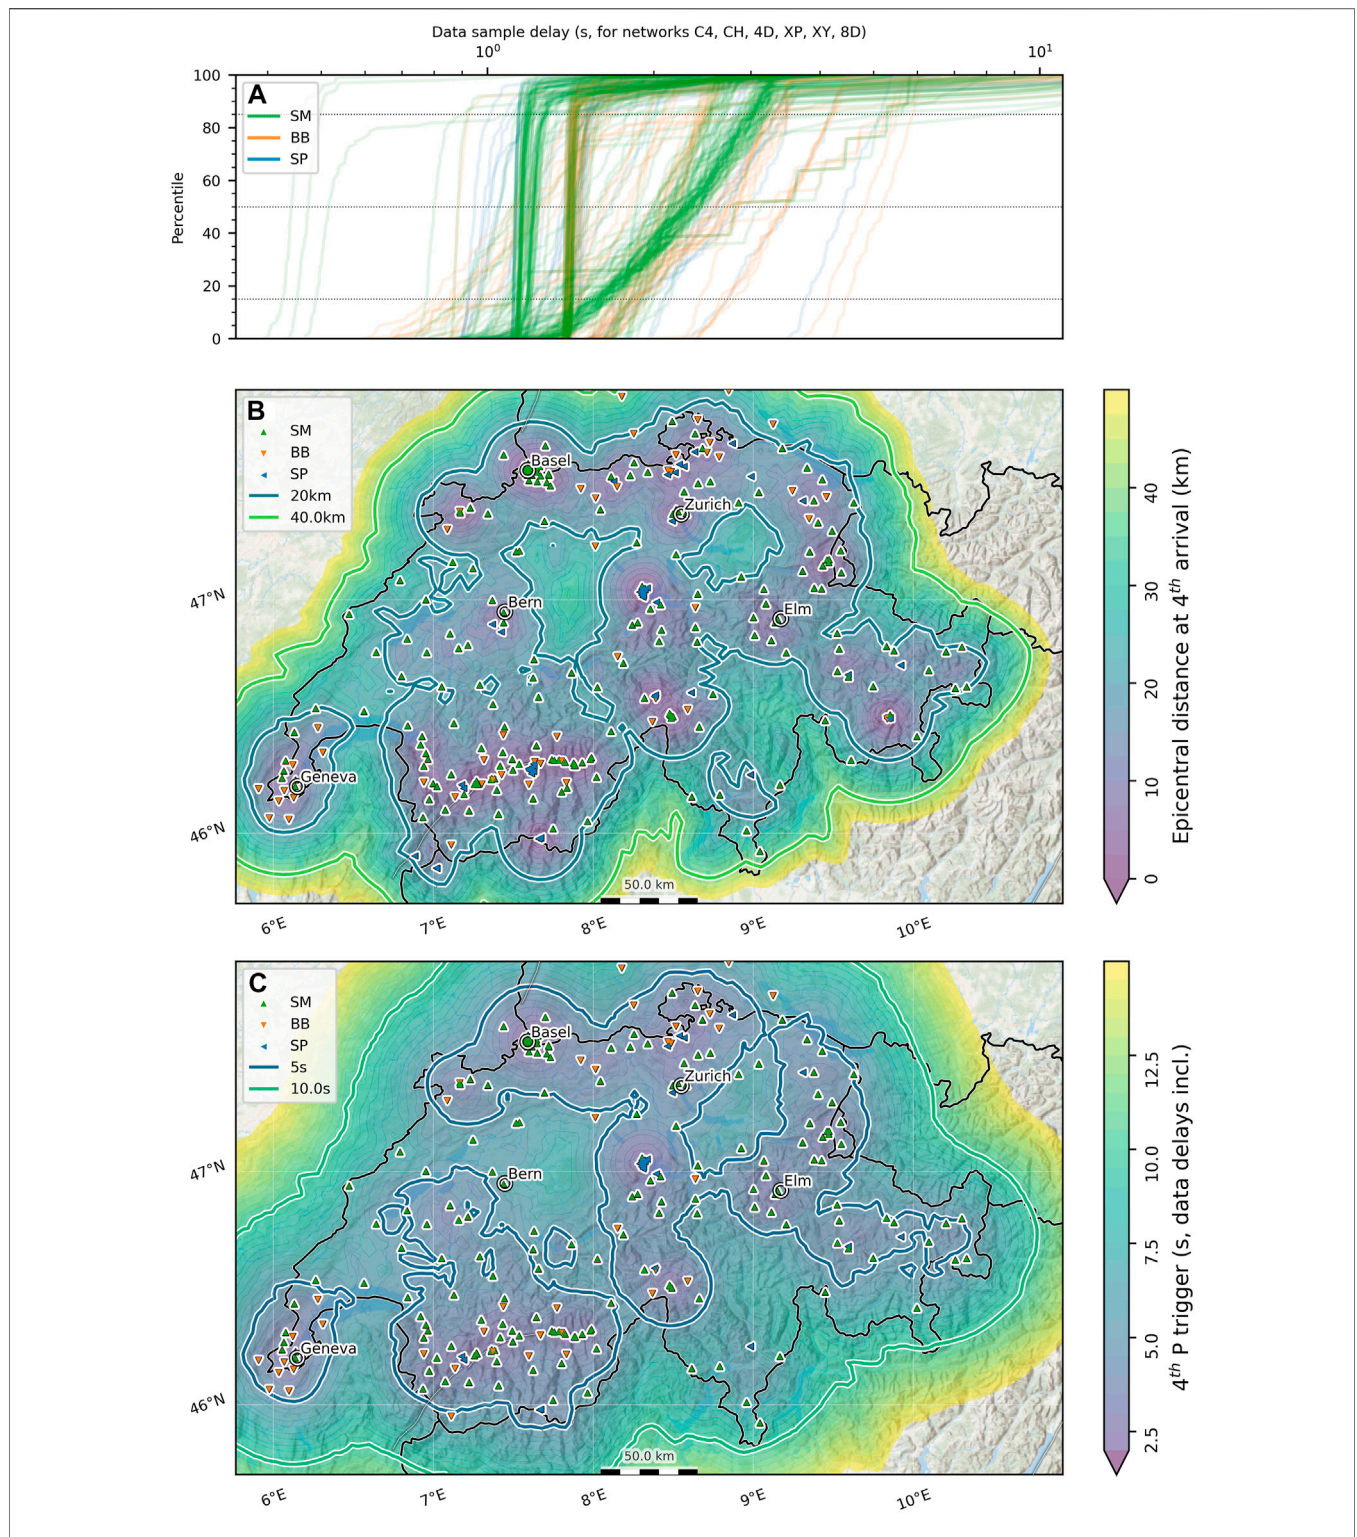 Data sample delay (s, for networks C4, CH, 4D, XP, XY, 8D)
10⁰
10¹
A
SM
BB
SP
Percentile
100
80
60
40
20
0
B
SM
BB
SP
20km
40.0km
Basel
Zurich
Bern
Elm
Geneva
47°N
46°N
50.0 km
6°E
7°E
8°E
9°E
10°E
40
30
20
10
0
Epicentral distance at 4th arrival (km)
C
SM
BB
SP
5s
10.0s
Basel
Zurich
Bern
Elm
Geneva
47°N
46°N
50.0 km
6°E
7°E
8°E
9°E
10°E
12.5
10.0
7.5
5.0
2.5
4th P trigger (s, data delays incl.)